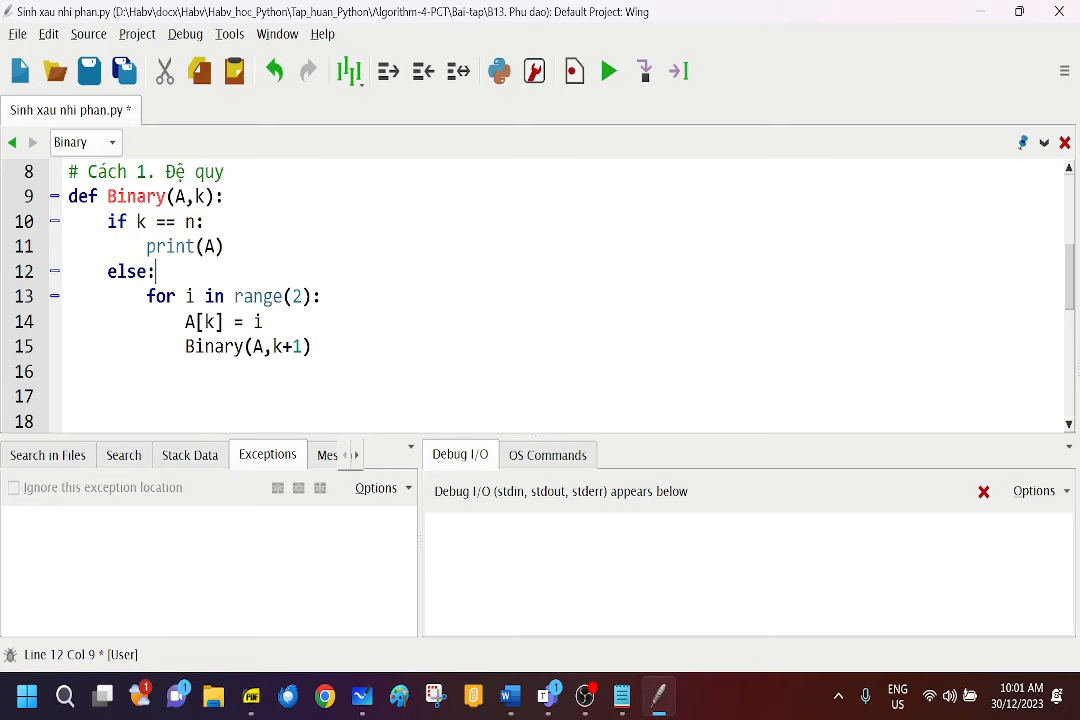 Sinh xau nhi phan.py (D:\Habv\docx\Habv\Habv_hoc_Python\Tap_huan_Python\Algorithm-4-PCT\Bai-tap\B13. Phu dao): Default Project: Wing
File Edit Source Project Debug Tools Window Help
Sinh xau nhi phan.py *
Binary
8 # Cách 1. Đệ quy
9 def Binary(A,k):
10 if k == n:
11 print(A)
12 else:
13 for i in range(2):
14 A[k] = i
15 Binary(A,k+1)
16
17
18
Search in Files Search Stack Data Exceptions Mes
Debug I/O OS Commands
Ignore this exception location Options
Debug I/O (stdin, stdout, stderr) appears below Options
Line 12 Col 9 * [User]
1 1 PDF 1
ENG
US
10:01 AM
30/12/2023